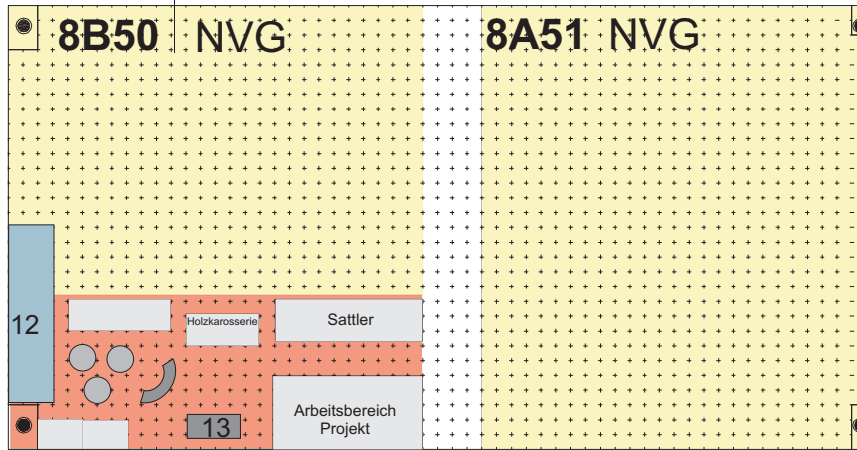 8B50 NVG
8A51 NVG
12
Holzkarosserie
Sattler
13
Arbeitsbereich
Projekt